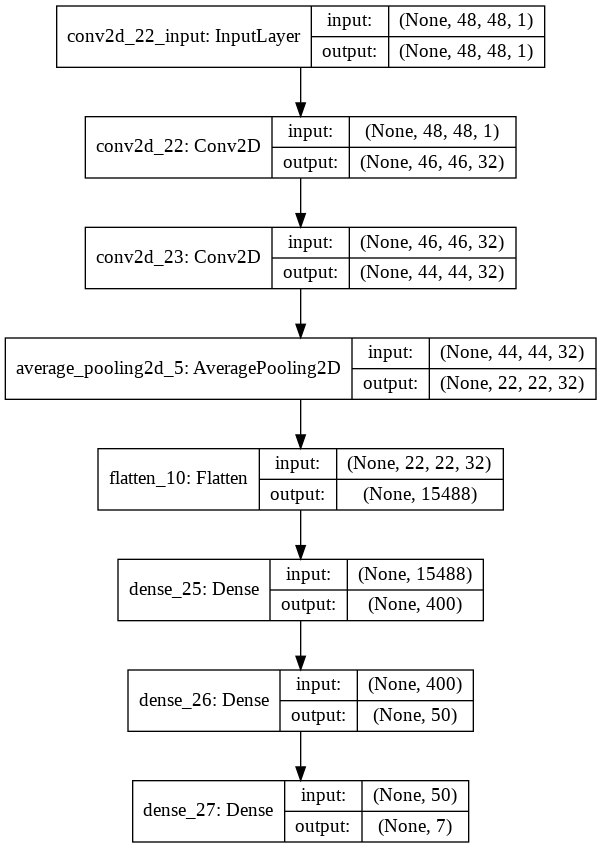 conv2d_22_input: InputLayer
input: (None, 48, 48, 1)
output: (None, 48, 48, 1)
conv2d_22: Conv2D
input: (None, 48, 48, 1)
output: (None, 46, 46, 32)
conv2d_23: Conv2D
input: (None, 46, 46, 32)
output: (None, 44, 44, 32)
average_pooling2d_5: AveragePooling2D
input: (None, 44, 44, 32)
output: (None, 22, 22, 32)
flatten_10: Flatten
input: (None, 22, 22, 32)
output: (None, 15488)
dense_25: Dense
input: (None, 15488)
output: (None, 400)
dense_26: Dense
input: (None, 400)
output: (None, 50)
dense_27: Dense
input: (None, 50)
output: (None, 7)